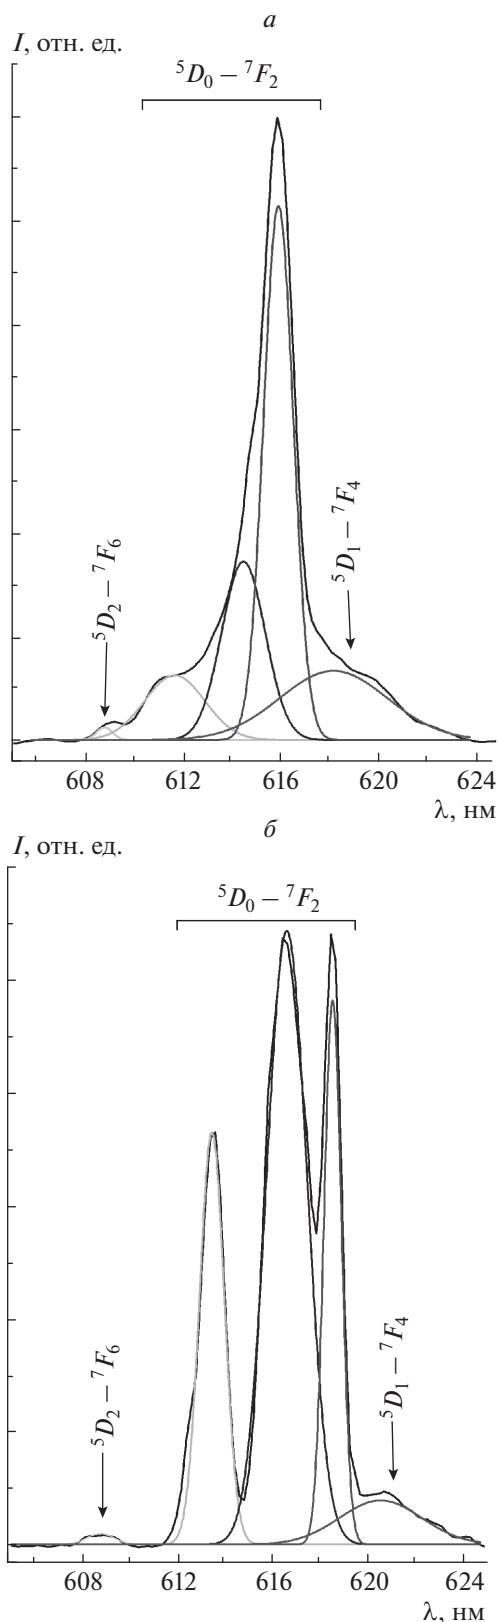 а
I, отн. ед.
⁵D₀ – ⁷F₂
⁵D₂ – ⁷F₆
⁵D₁ – ⁷F₄
608 612 616 620 624
λ, нм
б
I, отн. ед.
⁵D₀ – ⁷F₂
⁵D₂ – ⁷F₆
⁵D₁ – ⁷F₄
608 612 616 620 624
λ, нм